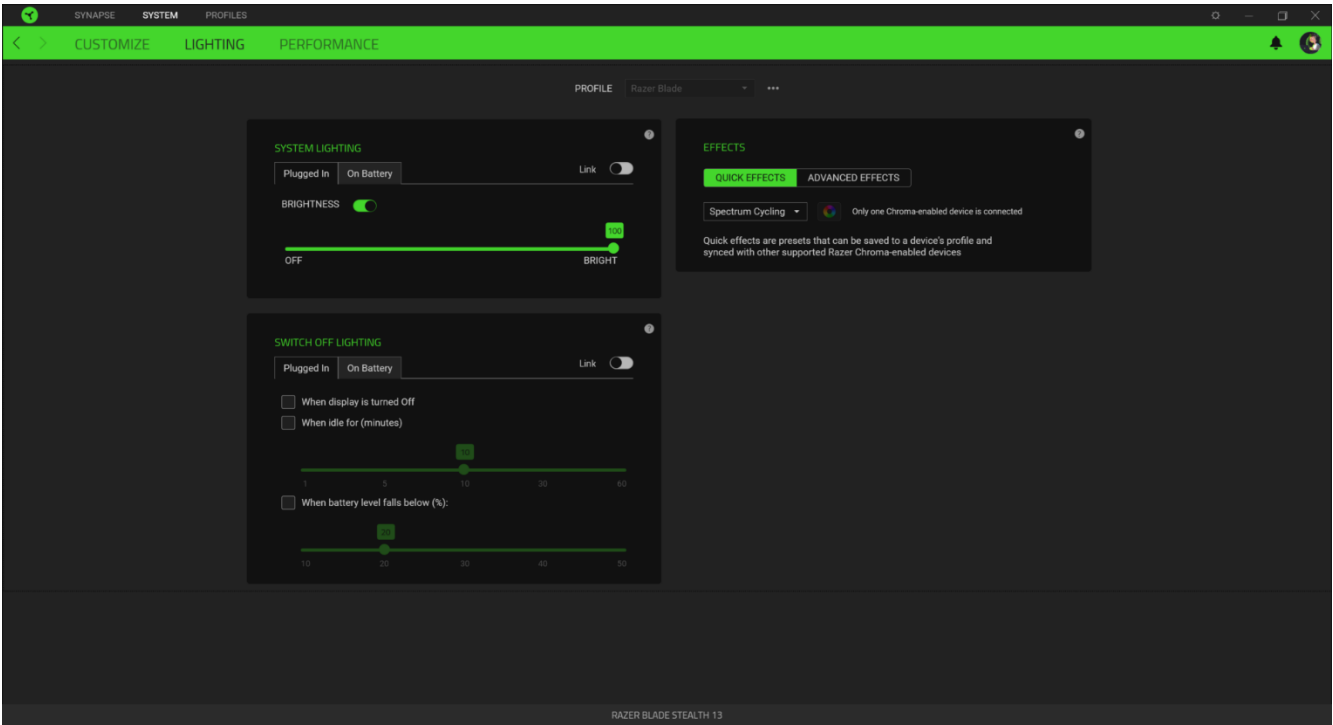 SYNAPSE SYSTEM PROFILES
CUSTOMIZE LIGHTING PERFORMANCE
PROFILE Razer Blade
SYSTEM LIGHTING
Plugged In On Battery Link
BRIGHTNESS
100
OFF BRIGHT
EFFECTS
QUICK EFFECTS ADVANCED EFFECTS
Spectrum Cycling Only one Chroma-enabled device is connected
Quick effects are presets that can be saved to a device's profile and
synced with other supported Razer Chroma-enabled devices
SWITCH OFF LIGHTING
Plugged In On Battery Link
When display is turned Off
When idle for (minutes)
10
1 5 10 30 60
When battery level falls below (%):
20
10 20 30 40 50
RAZER BLADE STEALTH 13